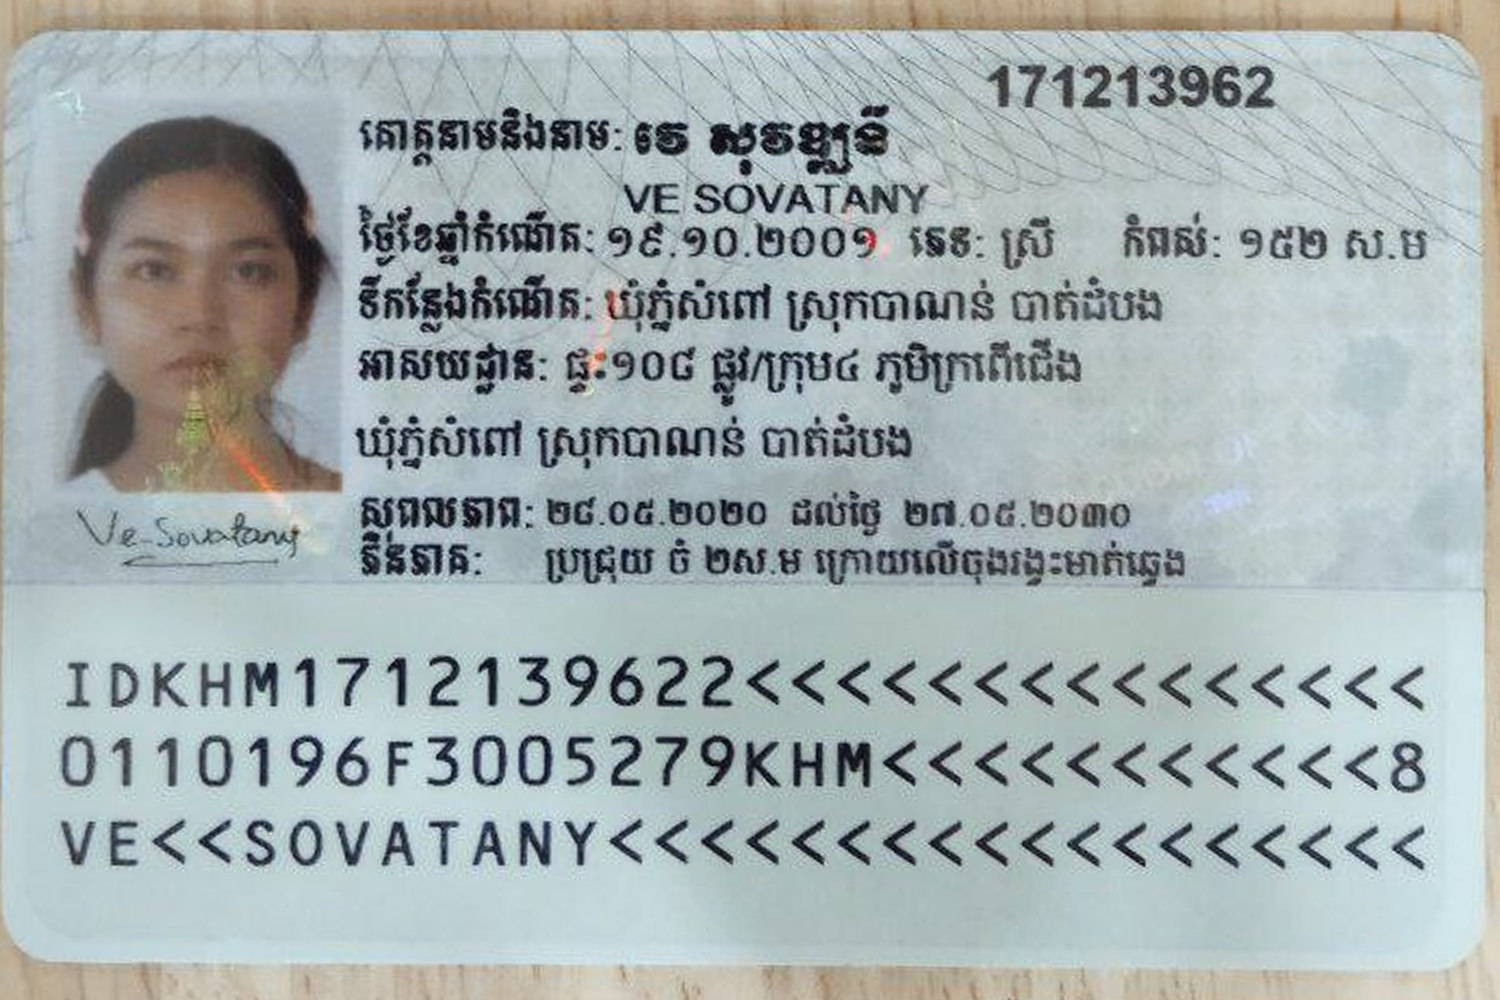 171213962
គោត្តនាមនិងនាម: វេ សុវឌ្ឍនី
VE SOVATANY
ថ្ងៃខែឆ្នាំកំណើត: ១៩.១០.២០០១ ភេទ: ស្រី កំពស់: ១៥២ ស.ម
ទីកន្លែងកំណើត: ឃុំភ្នំសំពៅ ស្រុកបាណន់ បាត់ដំបង
អាសយដ្ឋាន: ផ្ទះ១០៨ ផ្លូវ/ក្រុម៤ ភូមិក្រពើជើង
ឃុំភ្នំសំពៅ ស្រុកបាណន់ បាត់ដំបង
សុពលភាព: ២៨.០៥.២០២០ ដល់ថ្ងៃ ២៧.០៥.២០៣០
ភិនភាគ: ប្រជ្រុយ ចំ ២ស.ម ក្រោយលើចុងរង្វះមាត់ឆ្វេង
Ve-Sovatany
IDKHM1712139622<<<<<<<<<<<<<<<
0110196F3005279KHM<<<<<<<<<<<8
VE<<SOVATANY<<<<<<<<<<<<<<<<<<